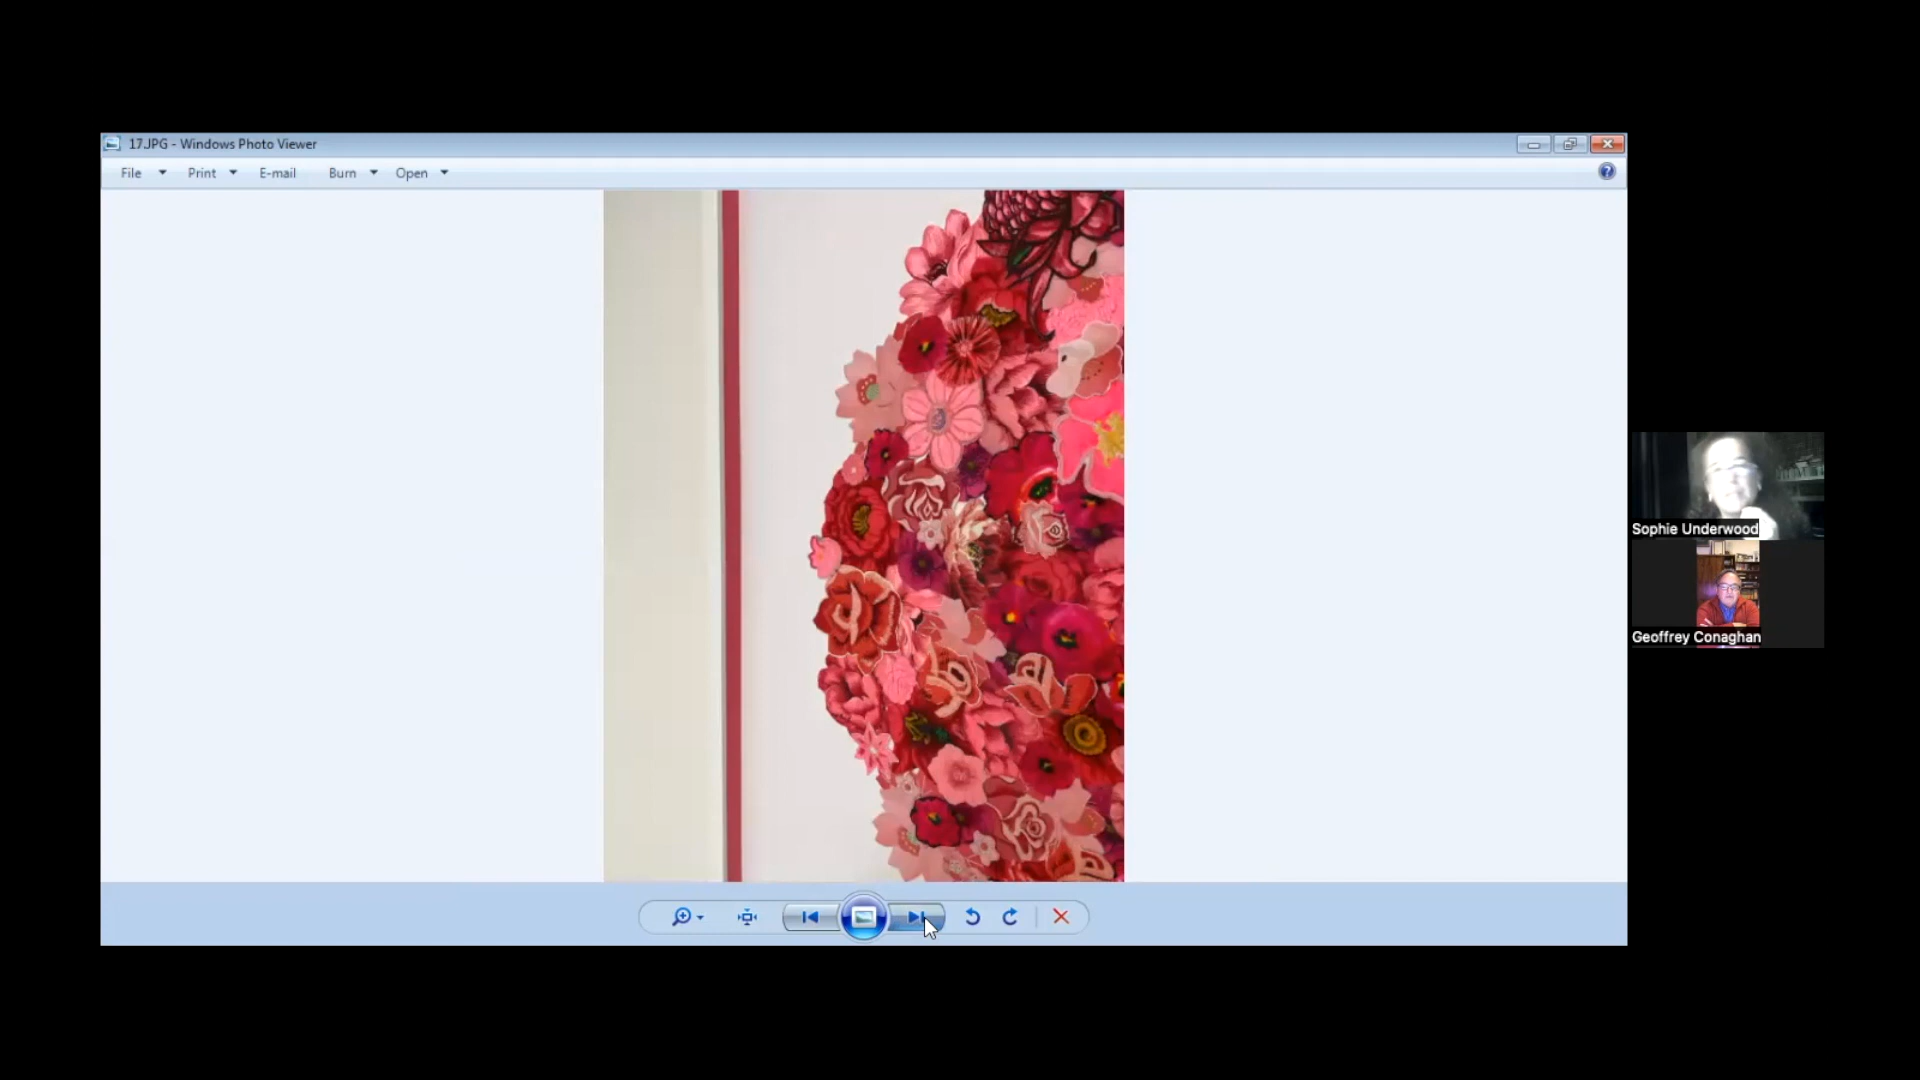 17.JPG - Windows Photo Viewer
File Print E-mail Burn Open
?
Sophie Underwood
Geoffrey Conaghan